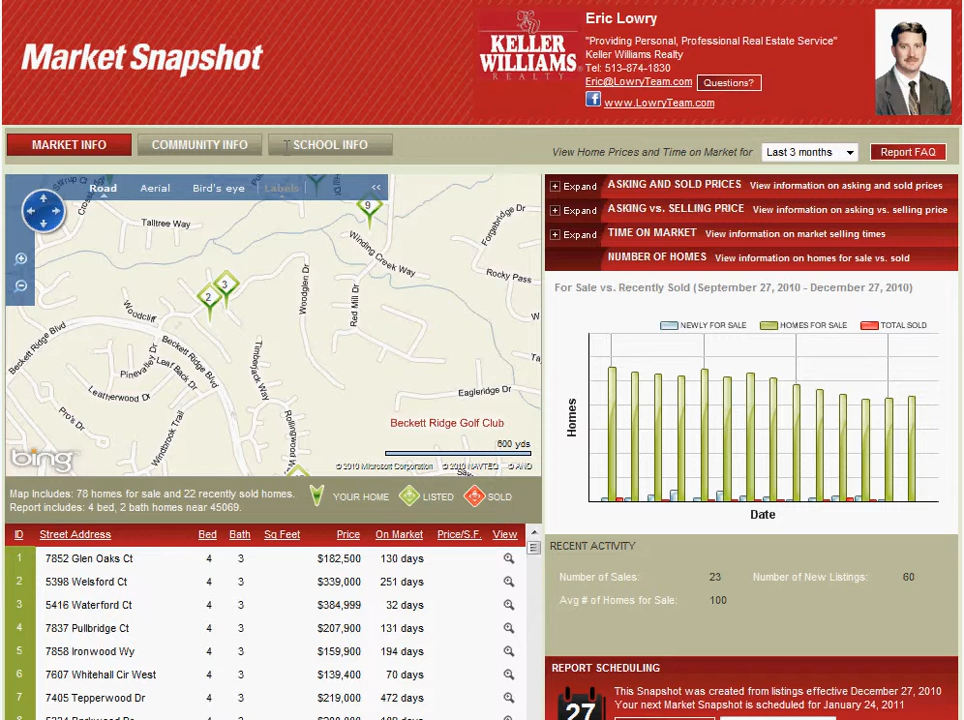 Market Snapshot
KELLER
WILLIAMS
REALTY
Eric Lowry
"Providing Personal, Professional Real Estate Service"
Keller Williams Realty
Tel: 513-874-1830
Eric@LowryTeam.com Questions?
f www.LowryTeam.com
MARKET INFO COMMUNITY INFO SCHOOL INFO
View Home Prices and Time on Market for Last 3 months Report FAQ
Road Aerial Bird's eye Labels «
9
Talltree Way
Winding Creek Way
Forgebridge Dr
Rocky Pass
3
2
Woodglen Dr
Red Mill Dr
Woodcliff
Beckett Ridge Blvd
Beckett Ridge Blvd
Pinevalley Dr
Leaf Back Dr
Timberjack Way
Leatherwood Dr
Eagleridge Dr
Pro's Dr
Windbrook Trail
Beckett Ridge Golf Club
600 yds
bing
© 2010 Microsoft Corporation © 2010 NAVTEQ © AND
Map Includes: 78 homes for sale and 22 recently sold homes.
Report includes: 4 bed, 2 bath homes near 45069.
YOUR HOME LISTED SOLD
ID Street Address Bed Bath Sq Feet Price On Market Price/S.F. View
1 7852 Glen Oaks Ct 4 3 $182,500 130 days
2 5398 Welsford Ct 4 3 $339,000 251 days
3 5416 Waterford Ct 4 3 $384,999 32 days
4 7837 Pullbridge Ct 4 3 $207,900 131 days
5 7858 Ironwood Wy 4 3 $159,900 194 days
6 7607 Whitehall Cir West 4 3 $139,400 70 days
7 7405 Tepperwood Dr 4 3 $219,000 472 days
+ Expand ASKING AND SOLD PRICES View information on asking and sold prices
+ Expand ASKING vs. SELLING PRICE View information on asking vs. selling price
+ Expand TIME ON MARKET View information on market selling times
NUMBER OF HOMES View information on homes for sale vs. sold
For Sale vs. Recently Sold (September 27, 2010 - December 27, 2010)
NEWLY FOR SALE HOMES FOR SALE TOTAL SOLD
Homes
Date
RECENT ACTIVITY
Number of Sales: 23 Number of New Listings: 60
Avg # of Homes for Sale: 100
REPORT SCHEDULING
27
This Snapshot was created from listings effective December 27, 2010
Your next Market Snapshot is scheduled for January 24, 2011